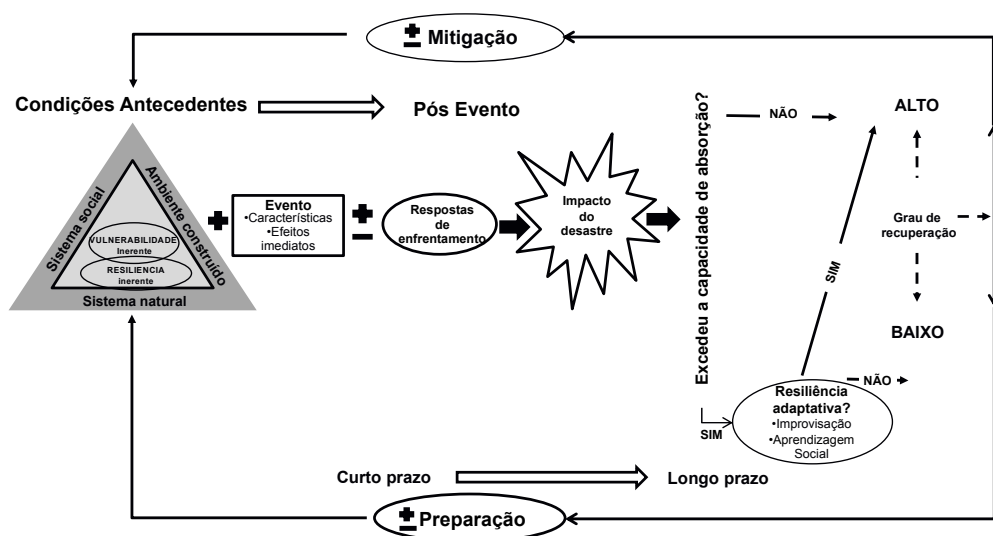 ± Mitigação
Condições Antecedentes
Pós Evento
Sistema social
Ambiente construído
VULNERABILIDADE
Inerente
RESILIENCIA
inerente
Sistema natural
+
Evento
•Características
•Efeitos
imediatos
±
Respostas
de
enfrentamento
Impacto
do
desastre
Excedeu a capacidade de absorção?
NÃO
ALTO
SIM
Grau de
recuperação
BAIXO
NÃO
SIM
Resiliência
adaptativa?
•Improvisação
•Aprendizagem
Social
Curto prazo
Longo prazo
± Preparação